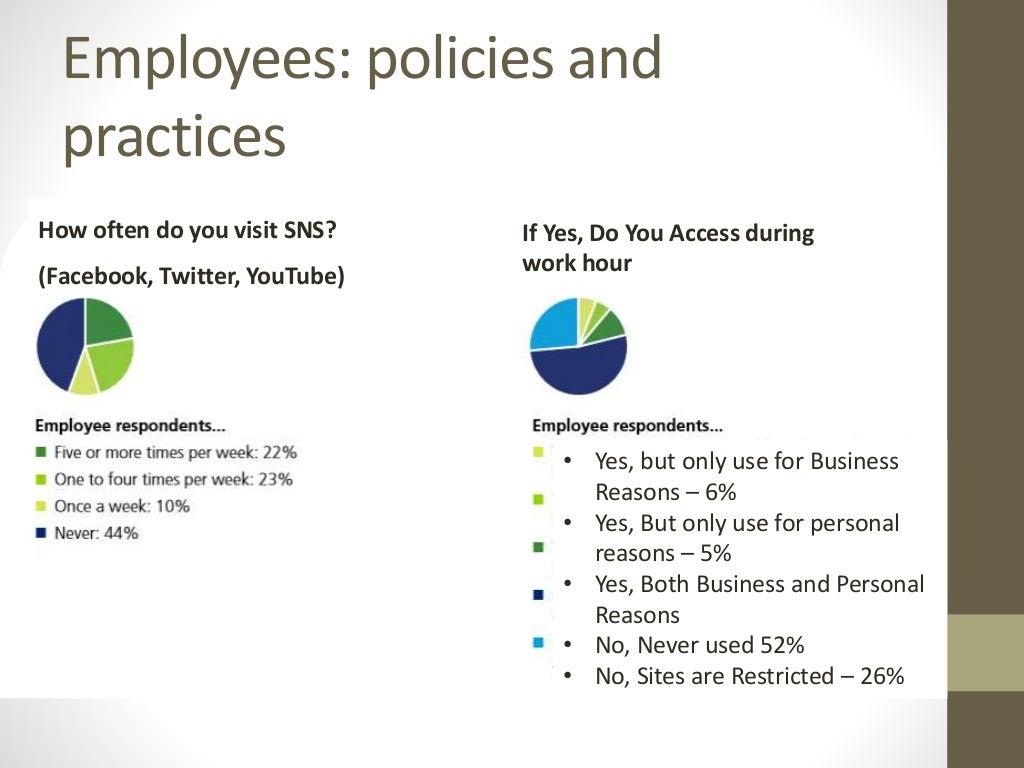 Employees: policies and
practices
How often do you visit SNS?
(Facebook, Twitter, YouTube)
Employee respondents...
Five or more times per week: 22%
One to four times per week: 23%
Once a week: 10%
Never: 44%
If Yes, Do You Access during
work hour
Employee respondents...
• Yes, but only use for Business
Reasons – 6%
• Yes, But only use for personal
reasons – 5%
• Yes, Both Business and Personal
Reasons
• No, Never used 52%
• No, Sites are Restricted – 26%